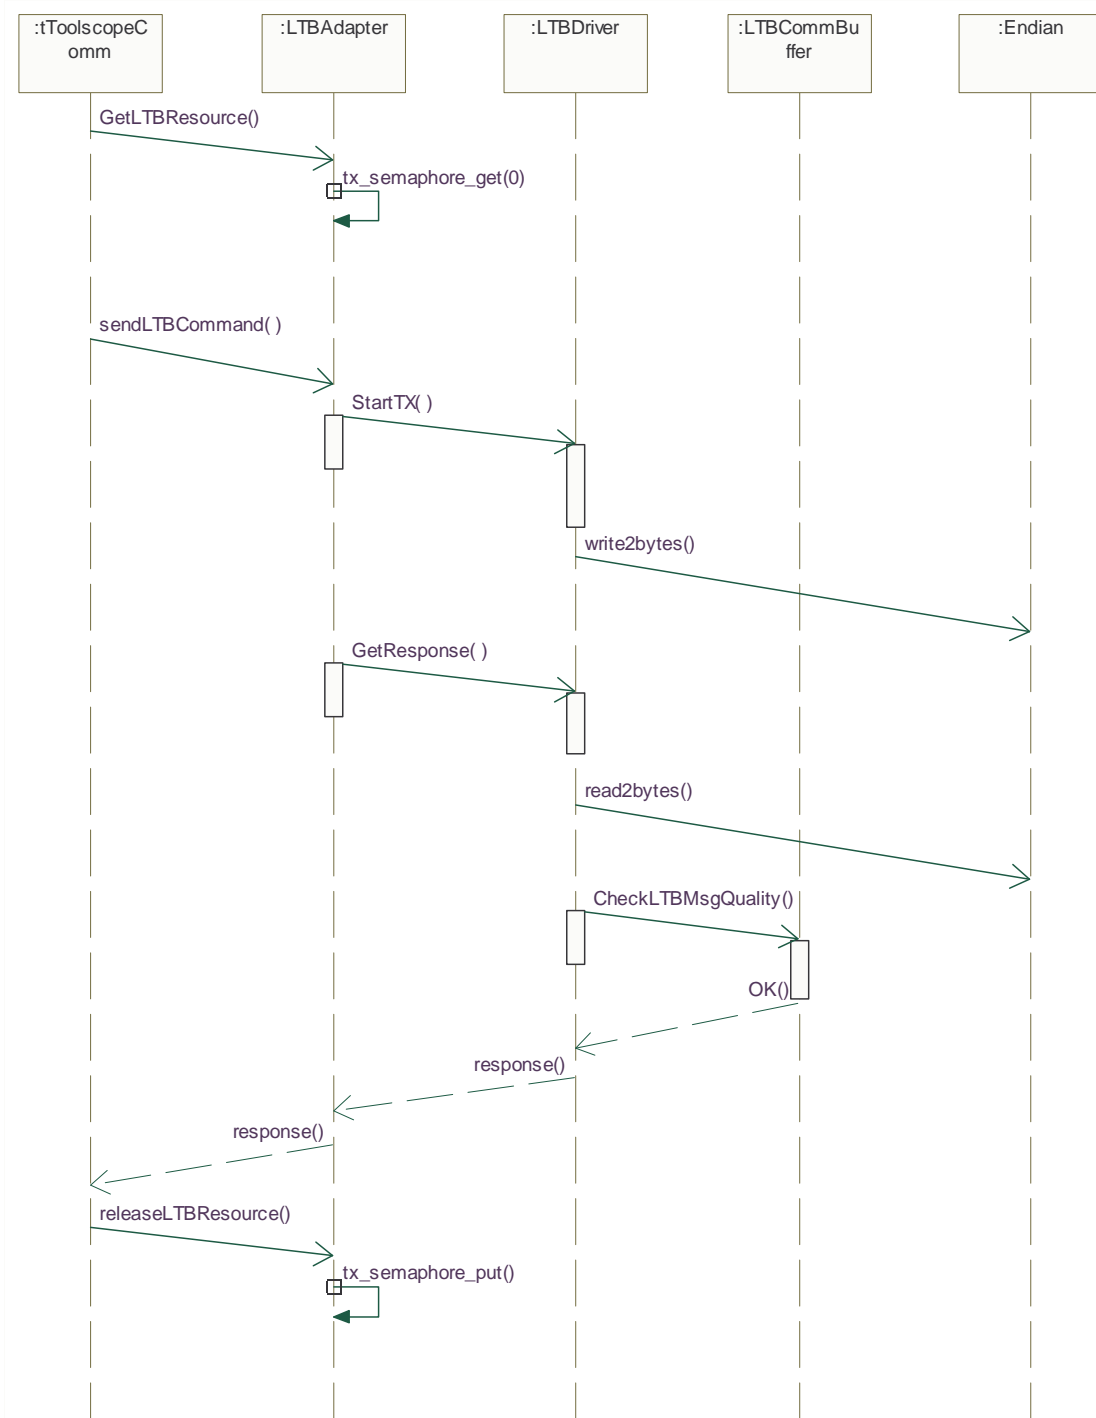 :tToolscopeC
omm
:LTBAdapter
:LTBDriver
:LTBCommBu
ffer
:Endian
GetLTBResource()
tx_semaphore_get(0)
sendLTBCommand( )
StartTX( )
write2bytes()
GetResponse( )
read2bytes()
CheckLTBMsgQuality()
OK()
response()
response()
releaseLTBResource()
tx_semaphore_put()